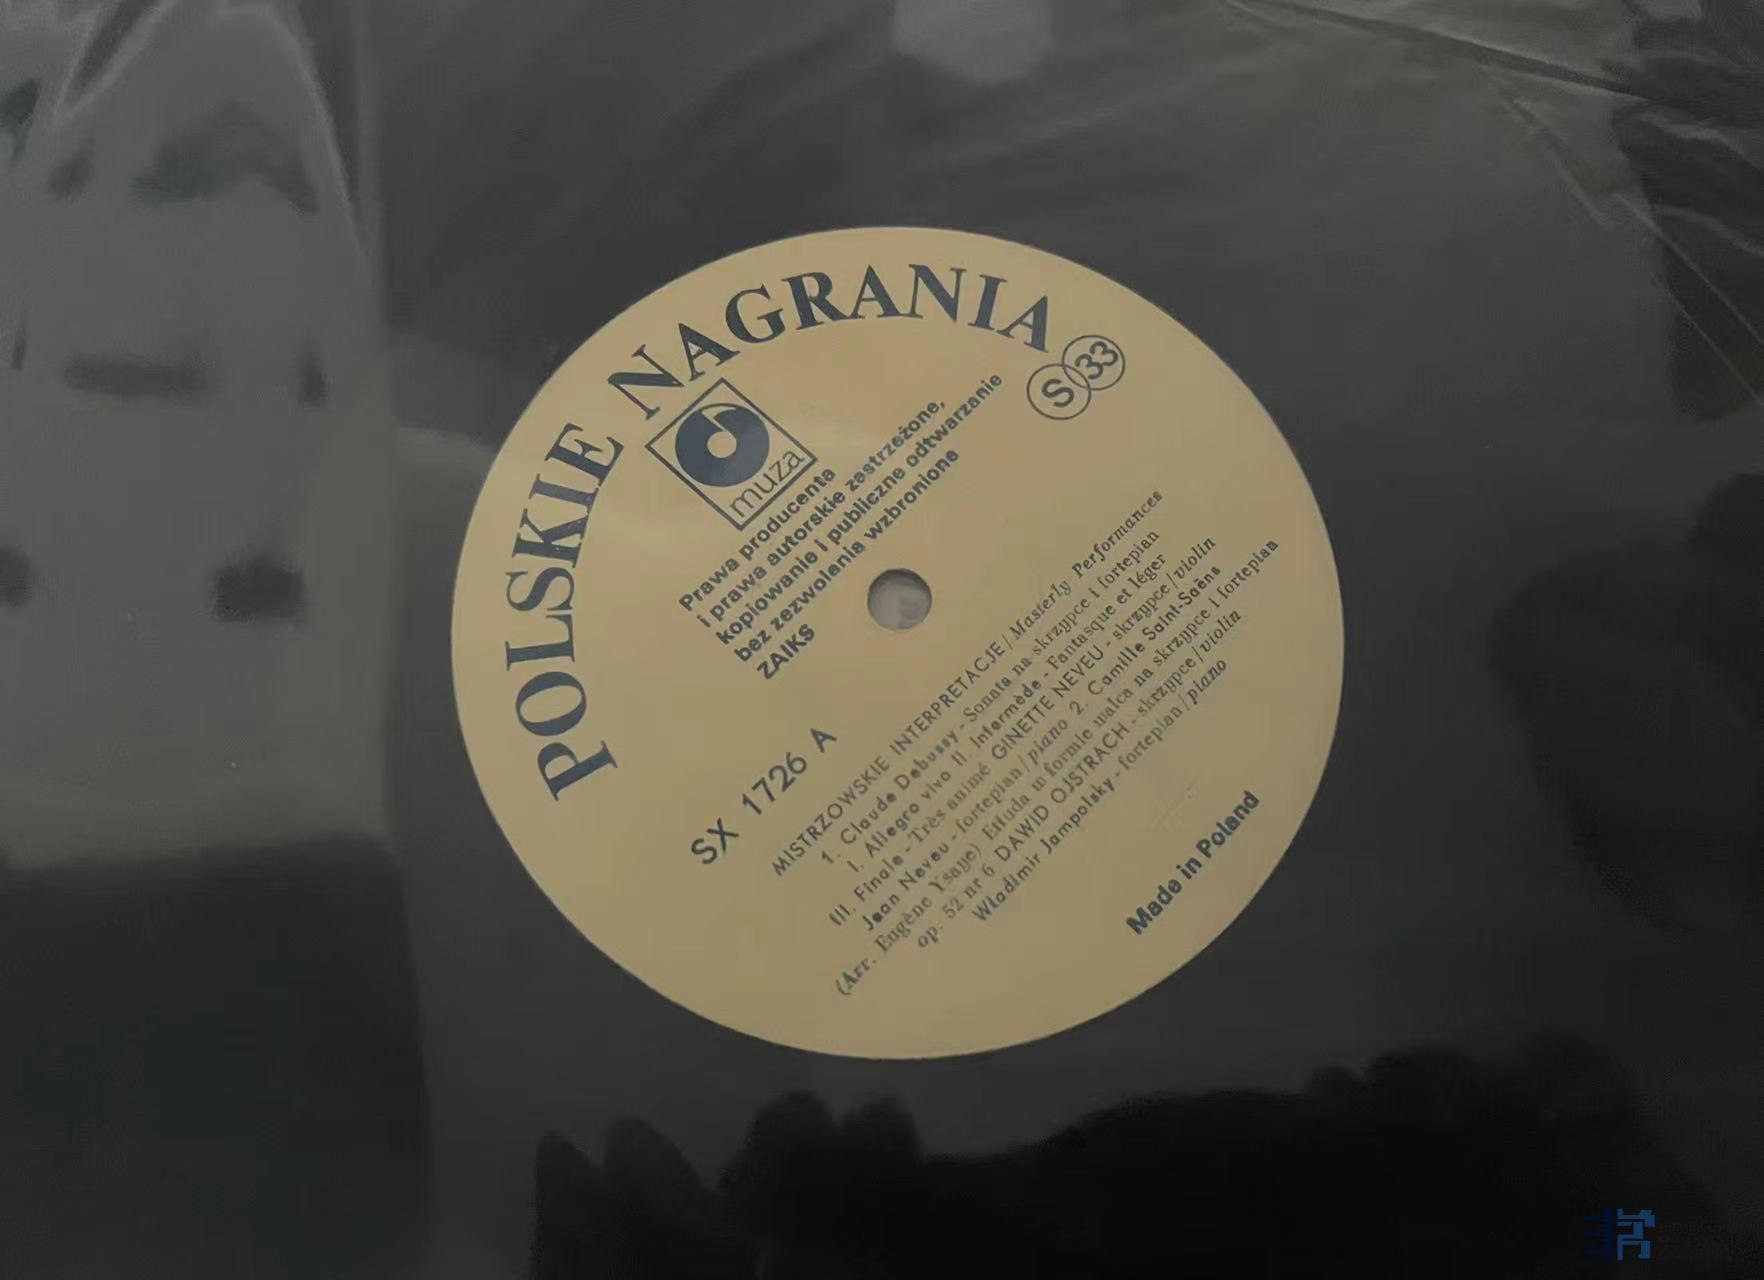 POLSKIE NAGRANIA
S 33
muza
Prawa producenta
i prawa autorskie zastrzeżone,
kopiowanie i publiczne odtwarzanie
bez zezwolenia wzbronione
ZAIKS
SX 1726 A
MISTRZOWSKIE INTERPRETACJE/Masterly Performances
1. Claude Debussy - Sonata na skrzypce i fortepian
I. Allegro vivo II. Intermède - Fantasque et léger
III. Finale - Très animé GINETTE NEVEU - skrzypce/violin
Jean Neveu - fortepian/piano 2. Camille Saint-Saëns
(Arr. Eugène Ysaye) Etiuda w formie walca na skrzypce i fortepian
op. 52 nr 6 DAWID OJSTRACH - skrzypce/violin
Wladimir Jampolsky - fortepian/piano
Made in Poland